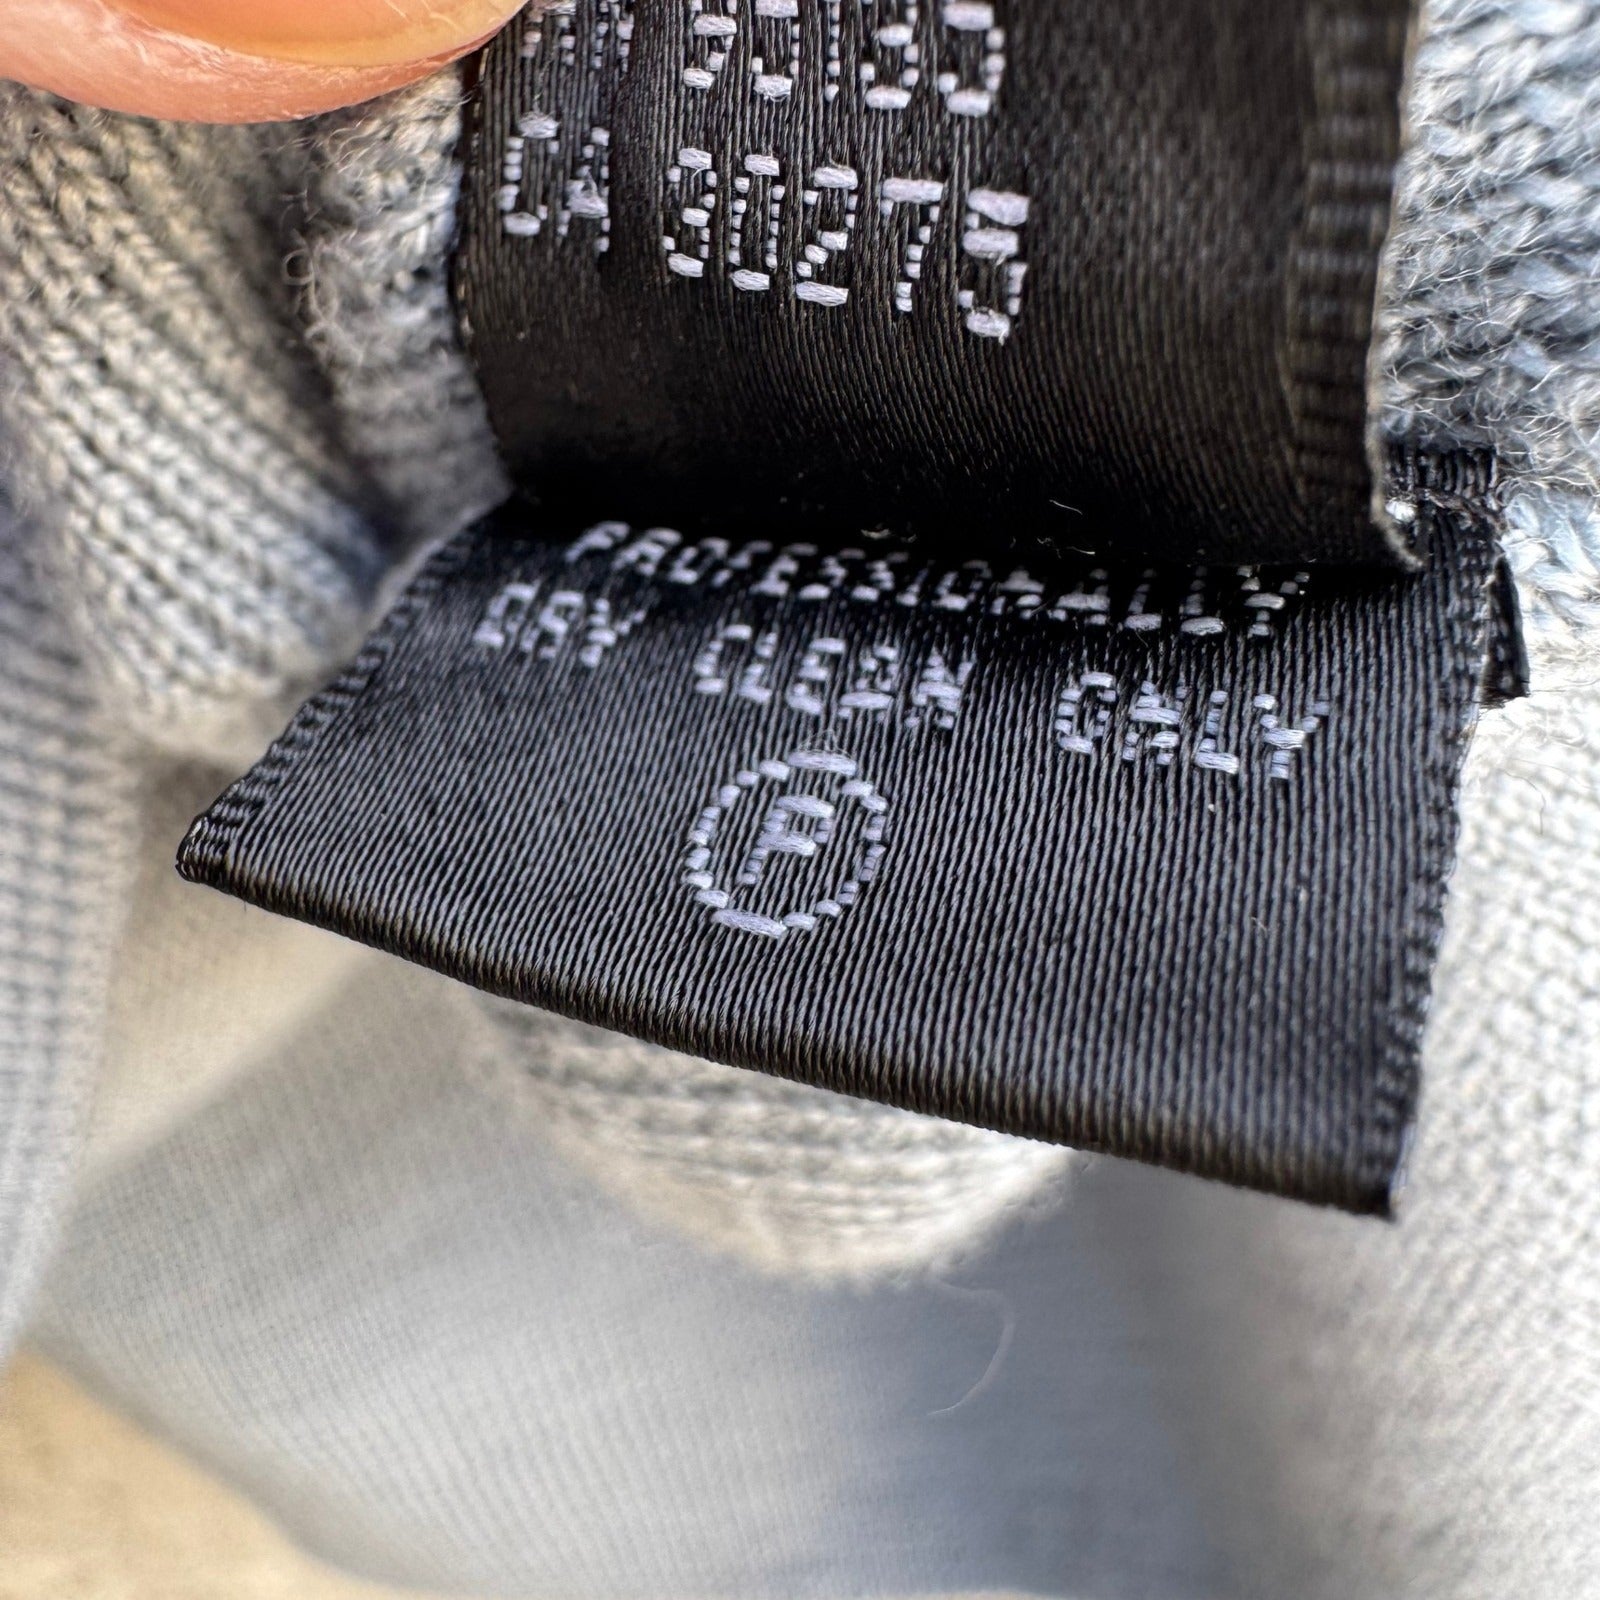 CA 30275
PROFESSIONALLY
DRY CLEAN ONLY
P